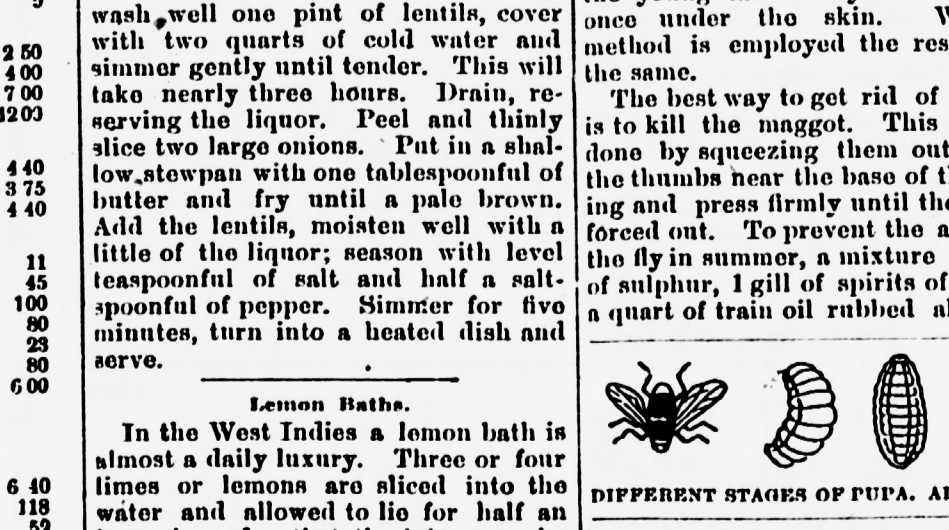 2 50
4 00
7 00
1200
4 40
3 75
4 40
11
45
100
80
23
80
6 00
6 40
118
52
wash well one pint of lentils, cover
with two quarts of cold water and
simmer gently until tender. This will
take nearly three hours. Drain, re-
serving the liquor. Peel and thinly
slice two large onions. Put in a shal-
low stewpan with one tablespoonful of
butter and fry until a pale brown.
Add the lentils, moisten well with a
little of the liquor; season with level
teaspoonful of salt and half a salt-
spoonful of pepper. Simmer for five
minutes, turn into a heated dish and
serve.
Lemon Baths.
In the West Indies a lemon bath is
almost a daily luxury. Three or four
limes or lemons are sliced into the
water and allowed to lie for half an
once under the skin.
method is employed the res
the same.
The best way to get rid of
is to kill the maggot. This
done by squeezing them out
the thumbs near the base of t
ing and press firmly until the
forced out. To prevent the a
the fly in summer, a mixture
of sulphur, 1 gill of spirits of
a quart of train oil rubbed a
DIFFERENT STAGES OF PUPA. A